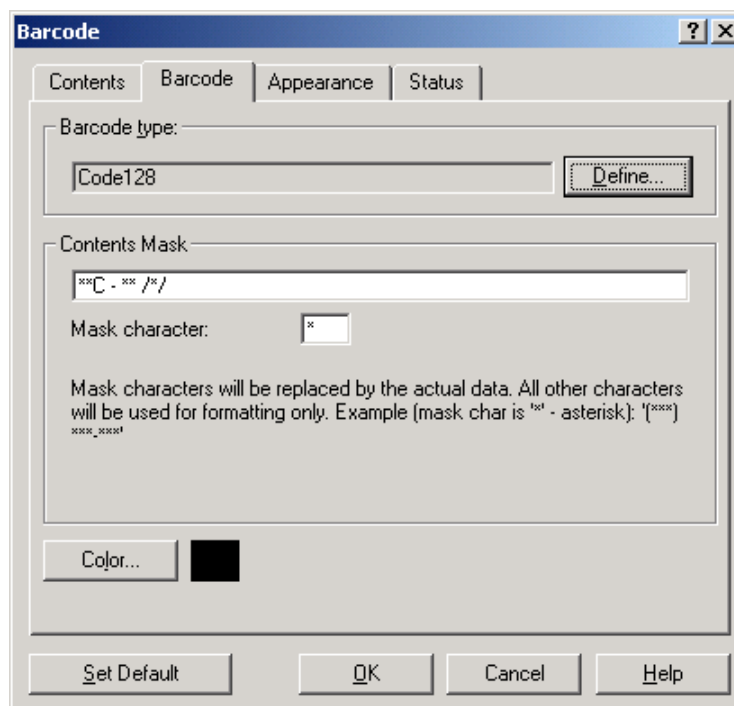 Barcode
Contents Barcode Appearance Status
Barcode type:
Code128 Define...
Contents Mask
**C - ** /*/
Mask character: *
Mask characters will be replaced by the actual data. All other characters
will be used for formatting only. Example (mask char is '*' - asterisk): '(***)
***-***'
Color...
Set Default OK Cancel Help